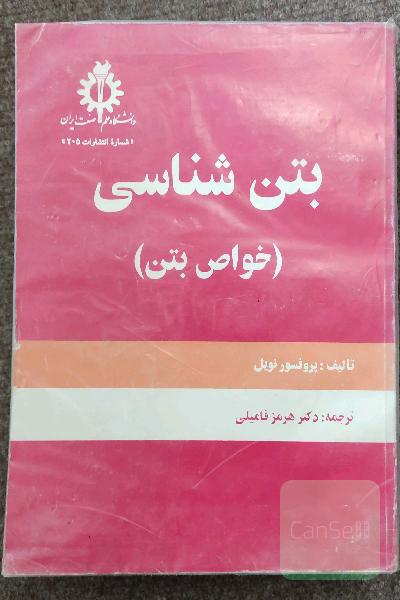 دانشگاه علم و صنعت ایران
«شمارهٔ انتشارات ۲۰۵»
بتن شناسی
(خواص بتن)
تالیف: پروفسور نویل
ترجمه: دکتر هرمز فامیلی
CanSell